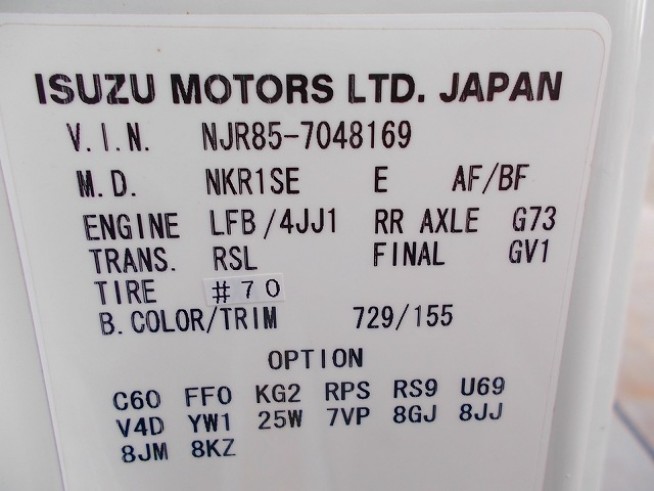 ISUZU MOTORS LTD. JAPAN
V.I.N. NJR85-7048169
M.D. NKR1SE E AF/BF
ENGINE LFB/4JJ1 RR AXLE G73
TRANS. RSL FINAL GV1
TIRE #70
B.COLOR/TRIM 729/155
OPTION
C60 FF0 KG2 RPS RS9 U69
V4D YW1 25W 7VP 8GJ 8JJ
8JM 8KZ